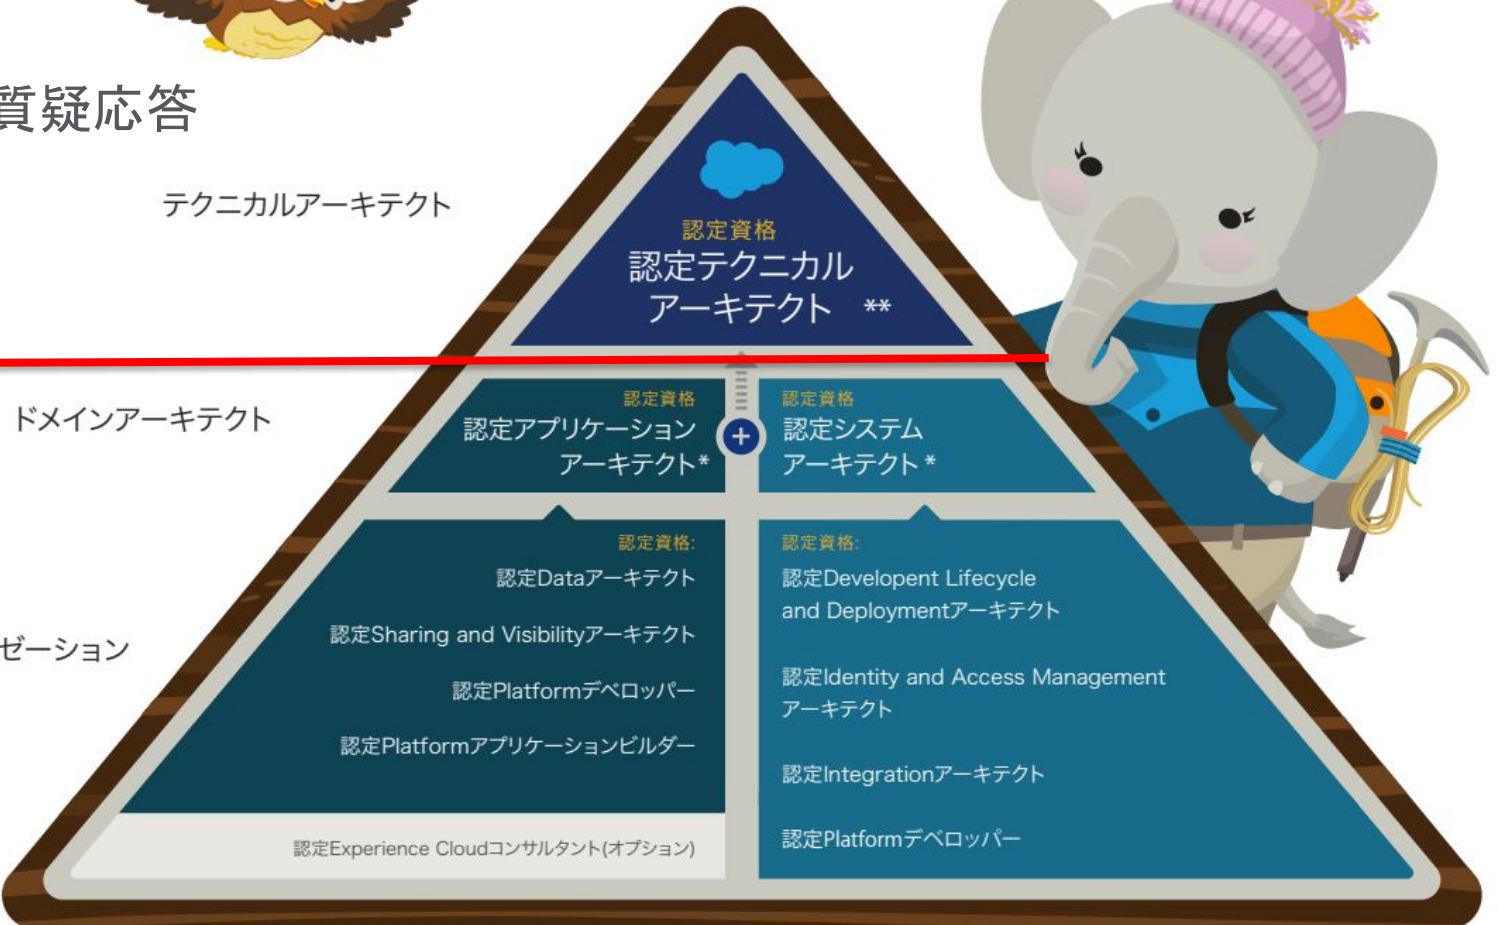 質疑応答
テクニカルアーキテクト
認定資格
認定テクニカル
アーキテクト **
ドメインアーキテクト
認定資格
認定アプリケーション
アーキテクト*
+
認定資格
認定システム
アーキテクト *
ゼーション
認定資格:
認定Dataアーキテクト
認定Sharing and Visibilityアーキテクト
認定Platformデベロッパー
認定Platformアプリケーションビルダー
認定Experience Cloudコンサルタント(オプション)
認定資格:
認定Developent Lifecycle
and Deploymentアーキテクト
認定Identity and Access Management
アーキテクト
認定Integrationアーキテクト
認定Platformデベロッパー